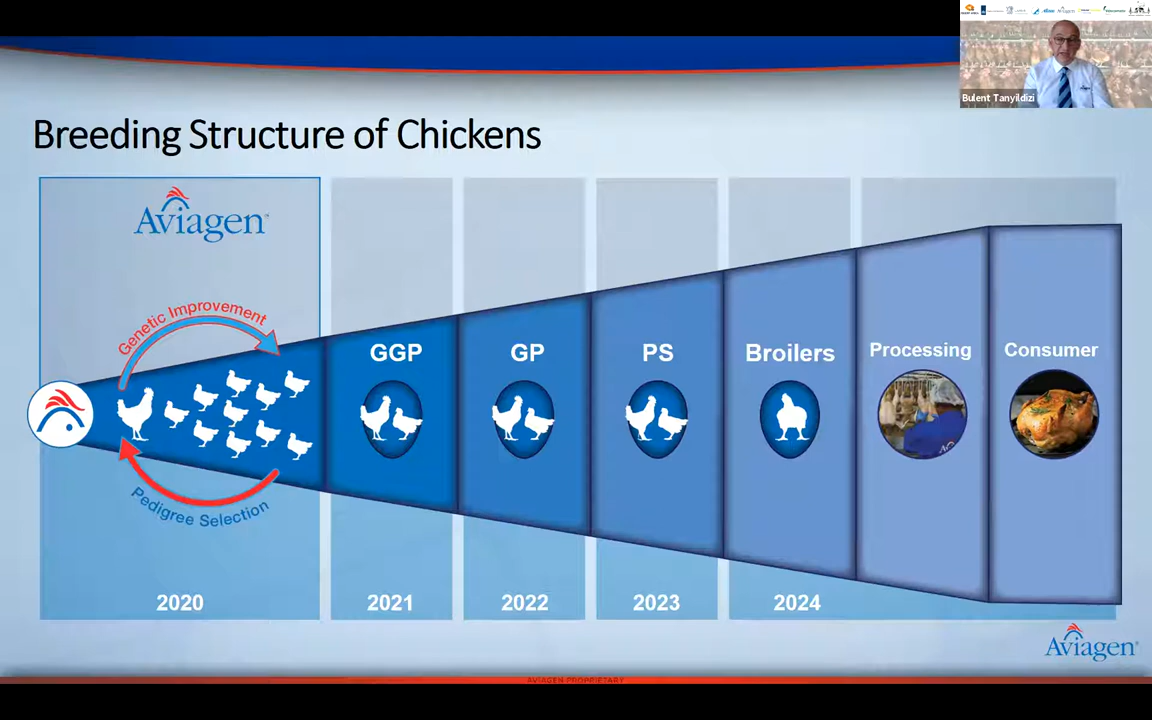 Aviagen
Bulent Tanyildizi
Breeding Structure of Chickens
Aviagen
Genetic Improvement
Pedigree Selection
GGP
GP
PS
Broilers
Processing
Consumer
2020
2021
2022
2023
2024
Aviagen
AVIAGEN PROPRIETARY